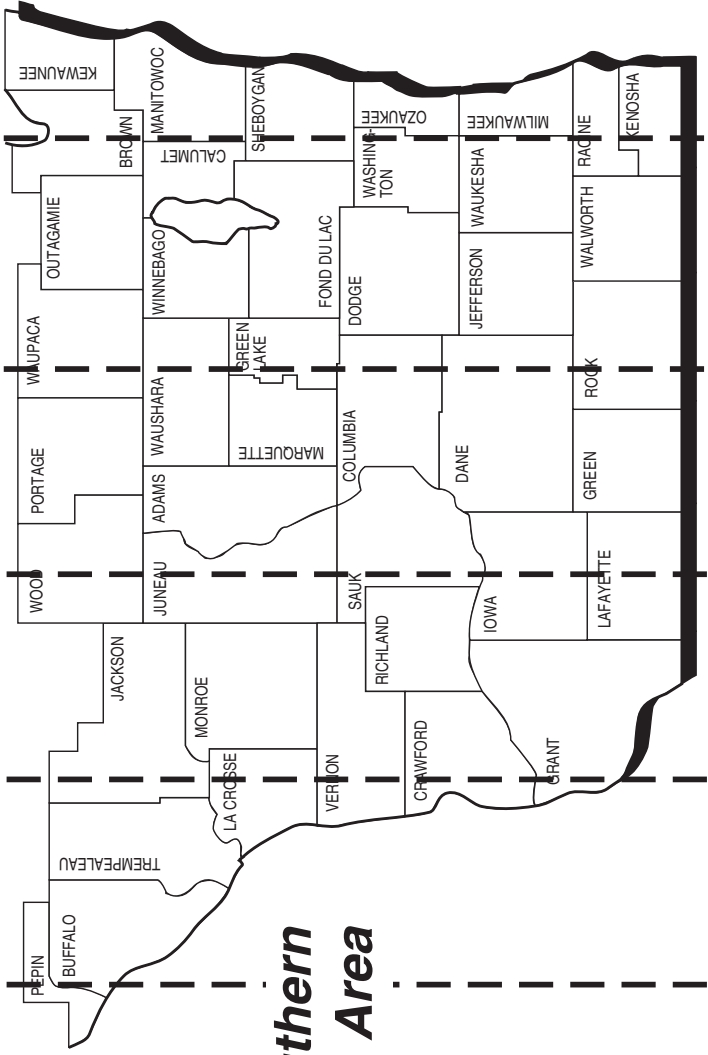 PEPIN
BUFFALO
TREMPEALEAU
JACKSON
WOOD
PORTAGE
WAUPACA
OUTAGAMIE
BROWN
KEWAUNEE
LA CROSSE
MONROE
JUNEAU
ADAMS
WAUSHARA
WINNEBAGO
CALUMET
MANITOWOC
MARQUETTE
GREEN
LAKE
FOND DU LAC
SHEBOYGAN
VERNON
CRAWFORD
RICHLAND
SAUK
COLUMBIA
DODGE
WASHING-
TON
OZAUKEE
GRANT
IOWA
DANE
JEFFERSON
WAUKESHA
MILWAUKEE
LAFAYETTE
GREEN
ROCK
WALWORTH
RACINE
KENOSHA
thern
Area